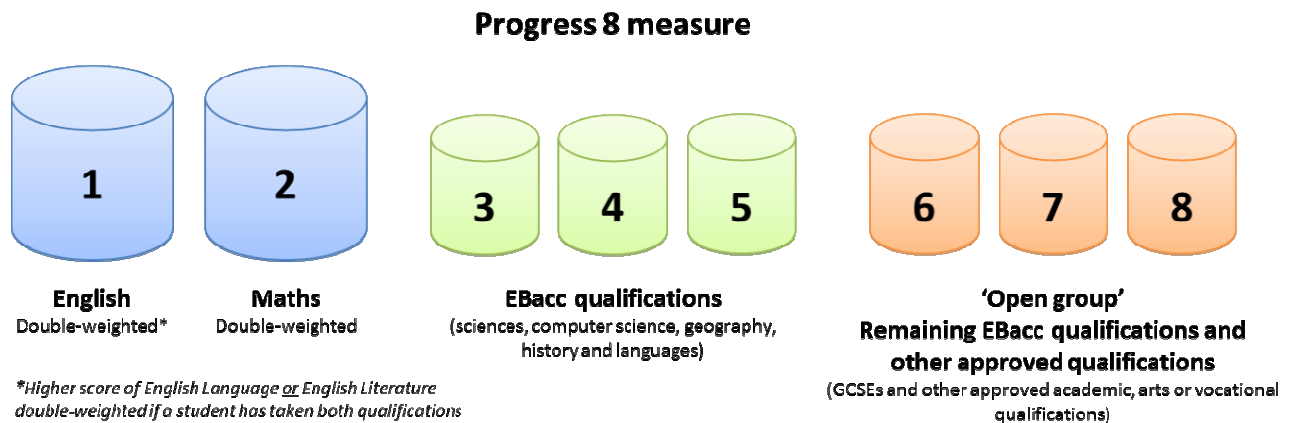 Progress 8 measure
1
2
3
4
5
6
7
8
English
Double-weighted*
Maths
Double-weighted
EBacc qualifications
(sciences, computer science, geography,
history and languages)
‘Open group’
Remaining EBacc qualifications and
other approved qualifications
(GCSEs and other approved academic, arts or vocational
qualifications)
*Higher score of English Language or English Literature
double-weighted if a student has taken both qualifications